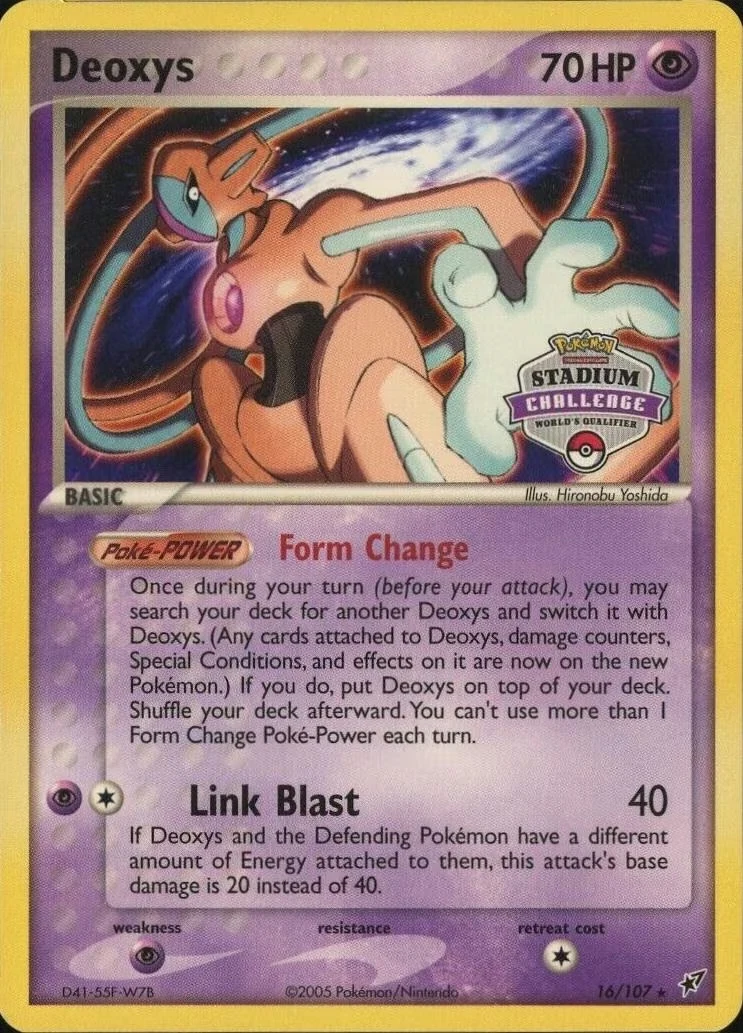 Deoxys 70 HP
POKéMON
STADIUM
CHALLENGE
WORLD'S QUALIFIER
BASIC
Illus. Hironobu Yoshida
Poké-POWER Form Change
Once during your turn (before your attack), you may
search your deck for another Deoxys and switch it with
Deoxys. (Any cards attached to Deoxys, damage counters,
Special Conditions, and effects on it are now on the new
Pokémon.) If you do, put Deoxys on top of your deck.
Shuffle your deck afterward. You can't use more than 1
Form Change Poké-Power each turn.
Link Blast 40
If Deoxys and the Defending Pokémon have a different
amount of Energy attached to them, this attack's base
damage is 20 instead of 40.
weakness resistance retreat cost
D41-55F-W7B ©2005 Pokémon/Nintendo 16/107 ★